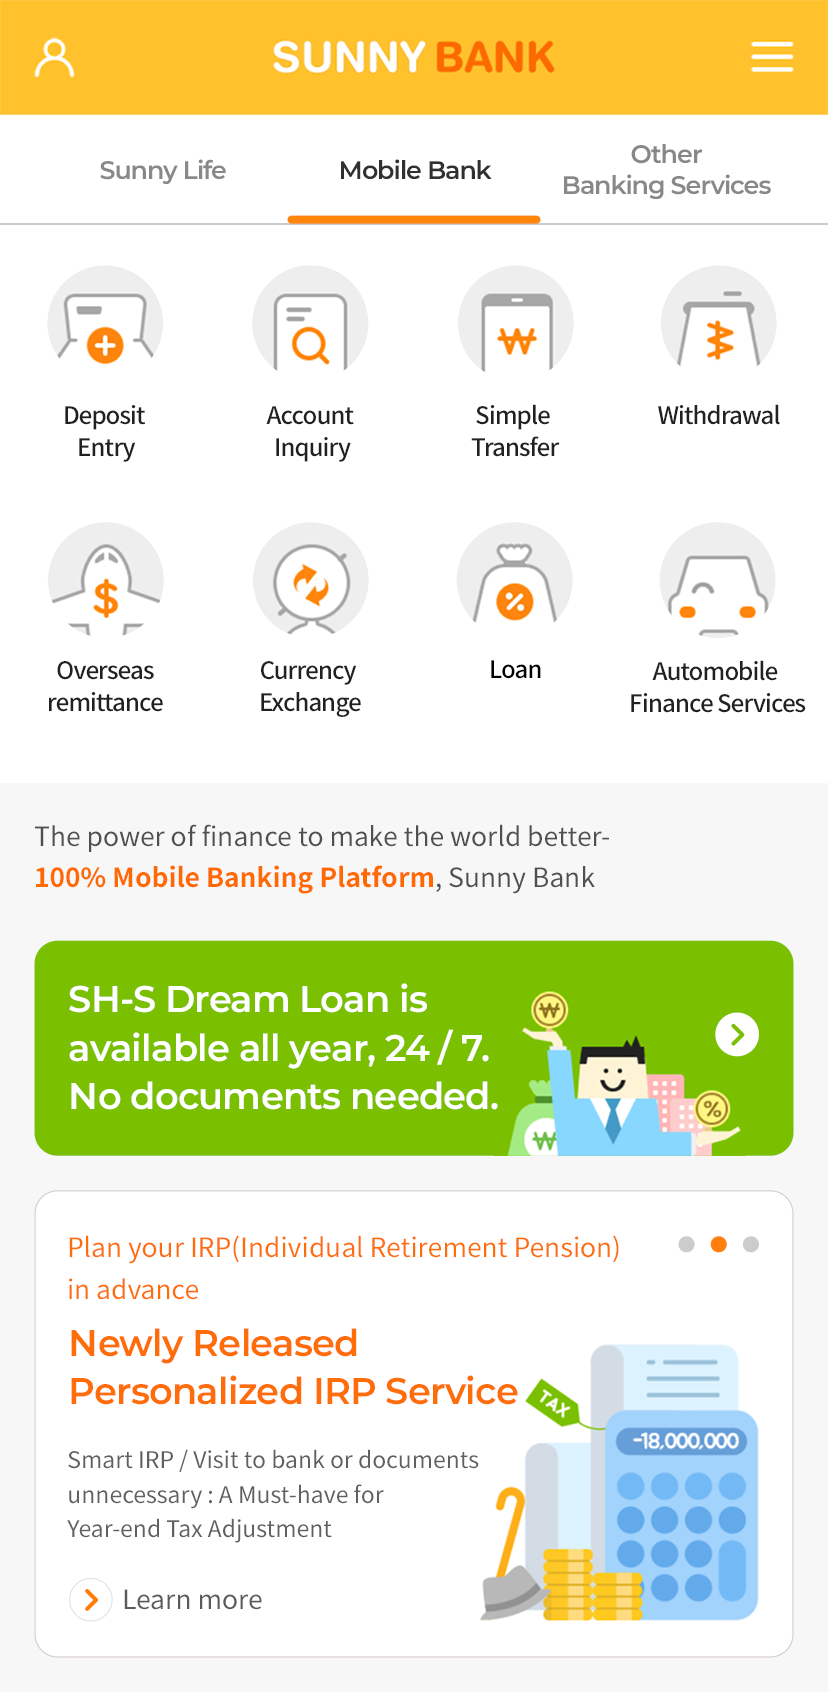 SUNNY BANK
Sunny Life
Mobile Bank
Other
Banking Services
Deposit
Entry
Account
Inquiry
Simple
Transfer
Withdrawal
Overseas
remittance
Currency
Exchange
Loan
Automobile
Finance Services
The power of finance to make the world better-
100% Mobile Banking Platform, Sunny Bank
SH-S Dream Loan is
available all year, 24 / 7.
No documents needed.
Plan your IRP(Individual Retirement Pension)
in advance
Newly Released
Personalized IRP Service
TAX
-18,000,000
Smart IRP / Visit to bank or documents
unnecessary : A Must-have for
Year-end Tax Adjustment
Learn more